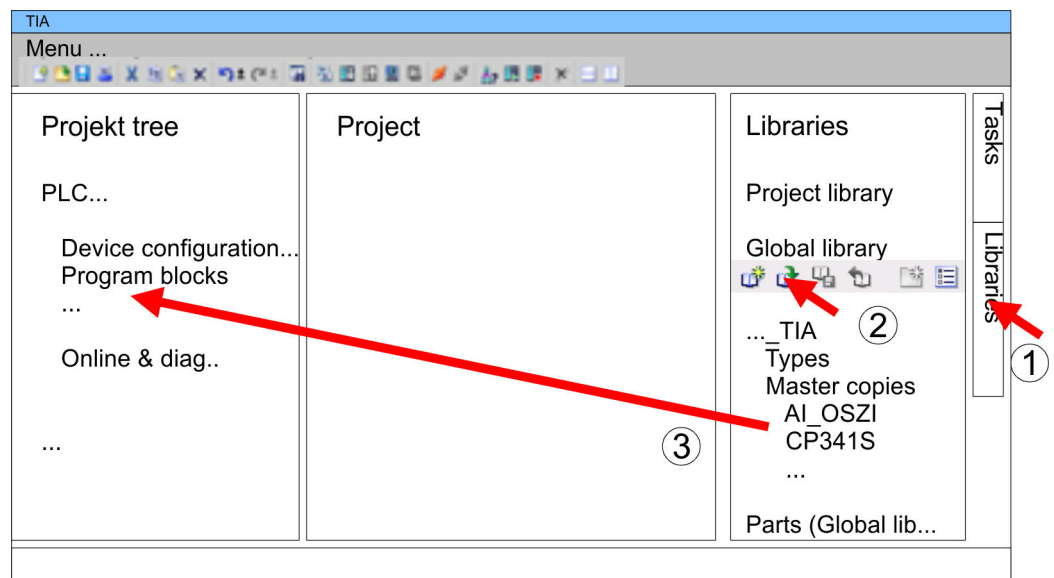 TIA
Menu ...
Projekt tree
PLC...
Device configuration...
Program blocks
...
Online & diag..
...
Project
③
Libraries
Project library
Global library
②
..._TIA
Types
Master copies
AI_OSZI
CP341S
...
Parts (Global lib...
Tasks
Libraries
①